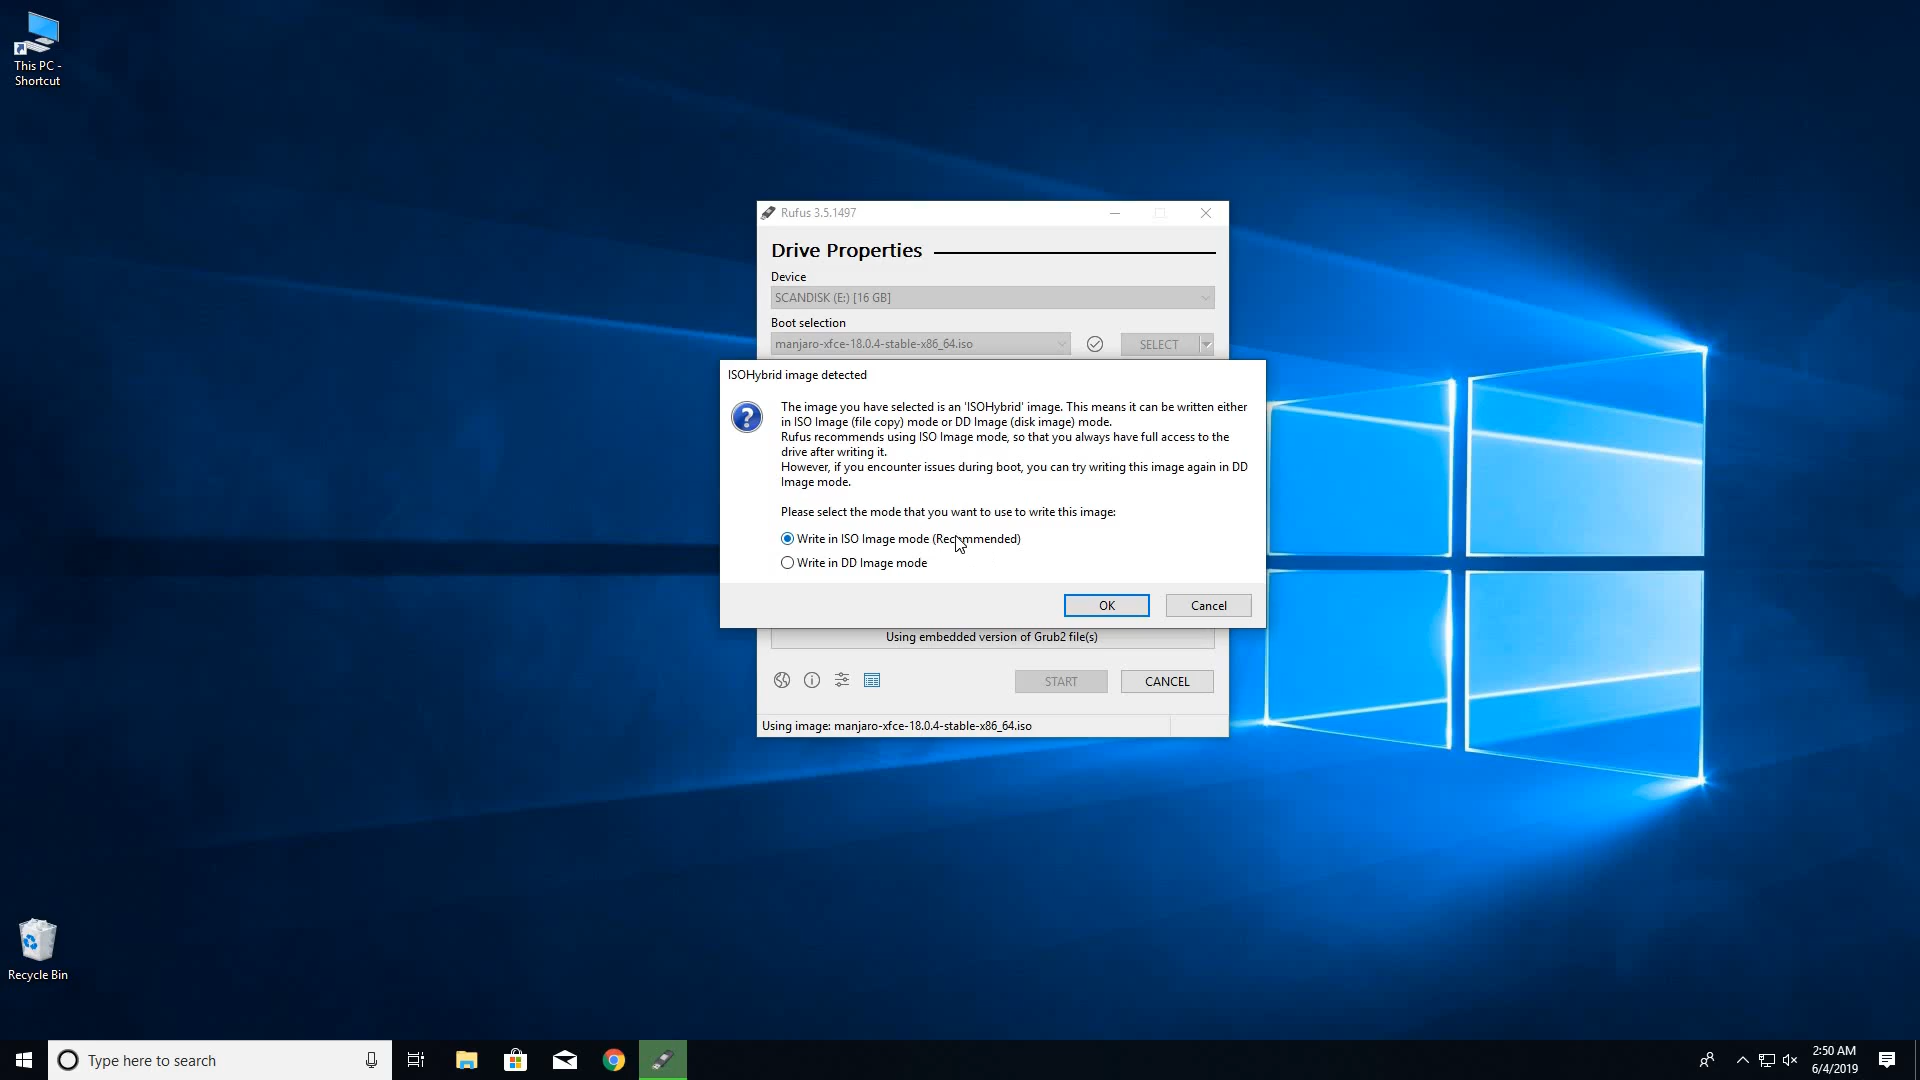 This PC -
Shortcut
Rufus 3.5.1497
Drive Properties
Device
SCANDISK (E:) [16 GB]
Boot selection
manjaro-xfce-18.0.4-stable-x86_64.iso
SELECT
ISOHybrid image detected
The image you have selected is an 'ISOHybrid' image. This means it can be written either
in ISO Image (file copy) mode or DD Image (disk image) mode.
Rufus recommends using ISO Image mode, so that you always have full access to the
drive after writing it.
However, if you encounter issues during boot, you can try writing this image again in DD
Image mode.
Please select the mode that you want to use to write this image:
Write in ISO Image mode (Recommended)
Write in DD Image mode
OK
Cancel
Using embedded version of Grub2 file(s)
START
CANCEL
Using image: manjaro-xfce-18.0.4-stable-x86_64.iso
Recycle Bin
Type here to search
2:50 AM
6/4/2019